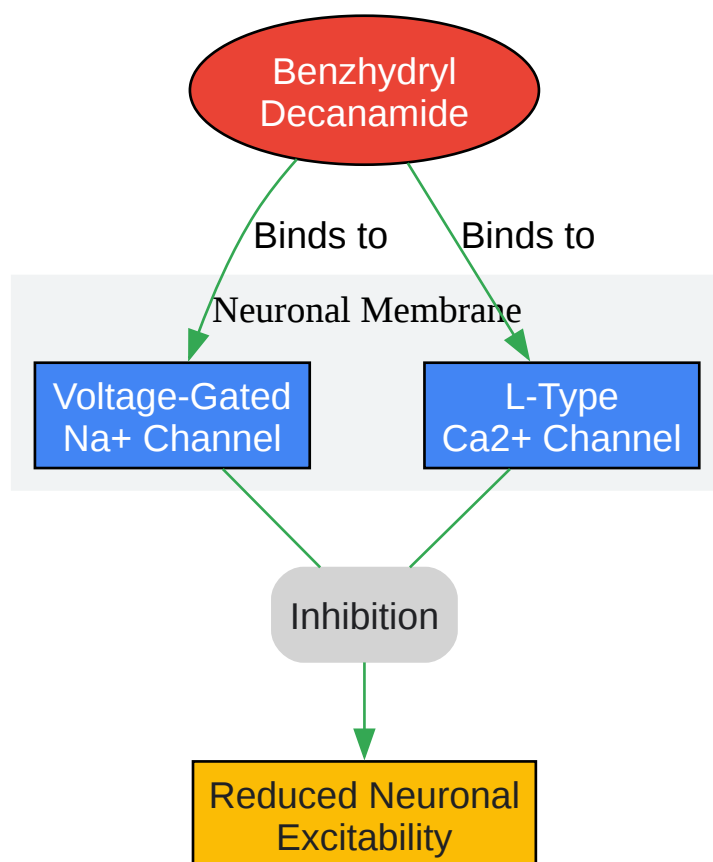 Benzhydryl
Decanamide
Binds to
Binds to
Neuronal Membrane
Voltage-Gated
Na+ Channel
L-Type
Ca2+ Channel
Inhibition
Reduced Neuronal
Excitability